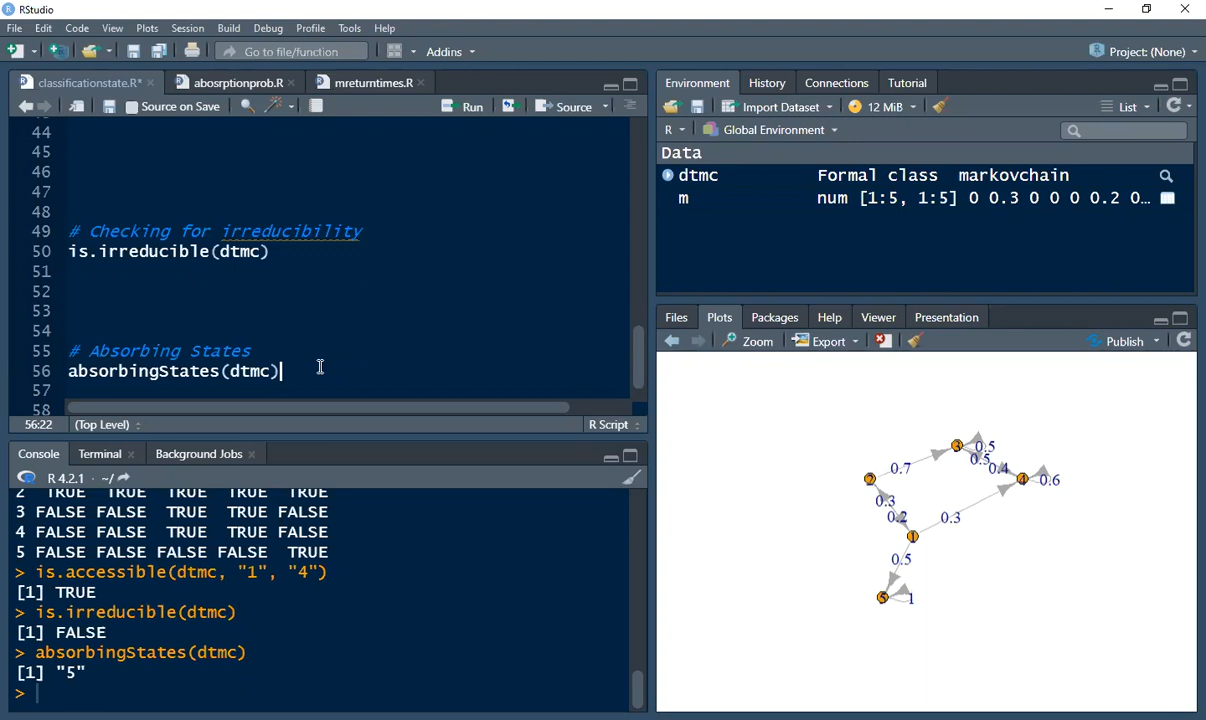 RStudio
File Edit Code View Plots Session Build Debug Profile Tools Help
Go to file/function Addins Project: (None)
classificationstate.R* abosrptionprob.R mreturntimes.R
Source on Save Run Source
44
45
46
47
48
49 # Checking for irreducibility
50 is.irreducible(dtmc)
51
52
53
54
55 # Absorbing States
56 absorbingStates(dtmc)
57
58
56:22 (Top Level) R Script
Console Terminal Background Jobs
R 4.2.1 · ~/
2 TRUE TRUE TRUE TRUE TRUE
3 FALSE FALSE TRUE TRUE FALSE
4 FALSE FALSE TRUE TRUE FALSE
5 FALSE FALSE FALSE FALSE TRUE
> is.accessible(dtmc, "1", "4")
[1] TRUE
> is.irreducible(dtmc)
[1] FALSE
> absorbingStates(dtmc)
[1] "5"
>
Environment History Connections Tutorial
Import Dataset 12 MiB List
R Global Environment
Data
dtmc Formal class markovchain
m num [1:5, 1:5] 0 0.3 0 0 0 0.2 0...
Files Plots Packages Help Viewer Presentation
Zoom Export Publish
3 0.5
0.5
0.7 0.4
2 4 0.6
0.3
0.2 0.3
1
0.5
5 1